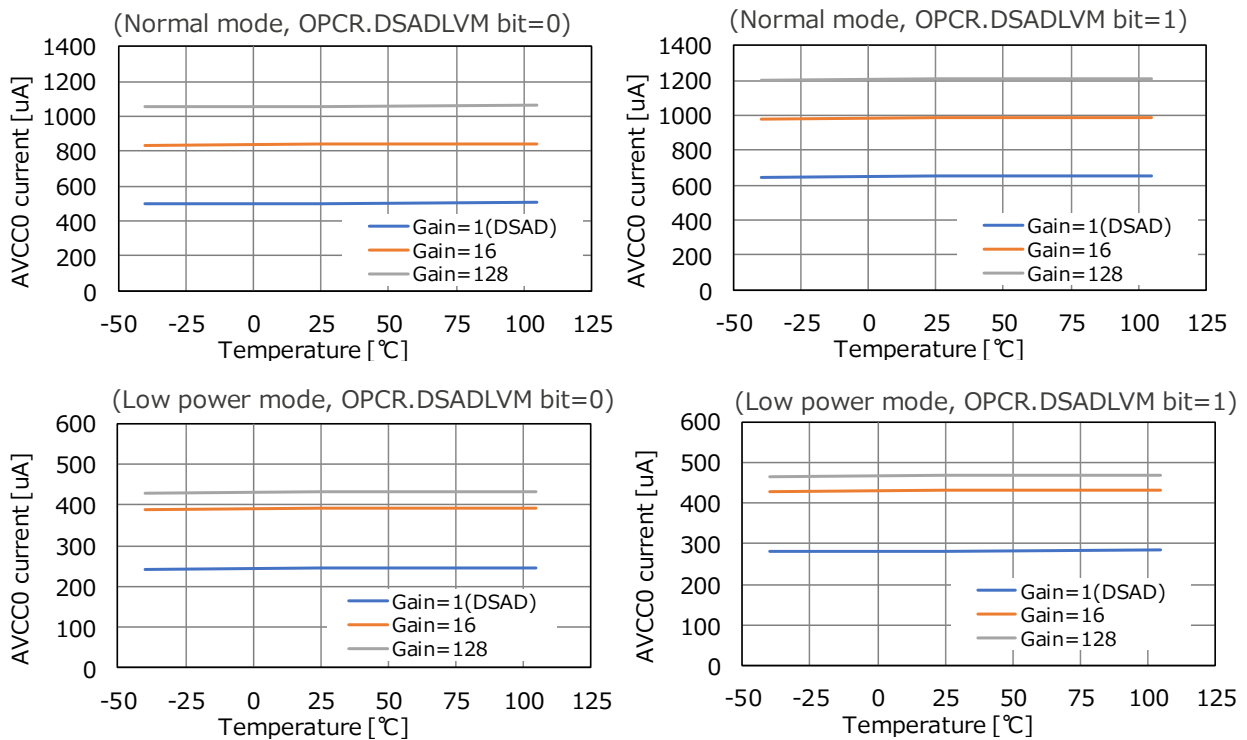 (Normal mode, OPCR.DSADLVM bit=0)
1400
1200
1000
800
600
400
200
0
AVCC0 current [uA]
Gain=1(DSAD)
Gain=16
Gain=128
-50 -25 0 25 50 75 100 125
Temperature [℃]
(Normal mode, OPCR.DSADLVM bit=1)
1400
1200
1000
800
600
400
200
0
AVCC0 current [uA]
Gain=1(DSAD)
Gain=16
Gain=128
-50 -25 0 25 50 75 100 125
Temperature [℃]
(Low power mode, OPCR.DSADLVM bit=0)
600
500
400
300
200
100
0
AVCC0 current [uA]
Gain=1(DSAD)
Gain=16
Gain=128
-50 -25 0 25 50 75 100 125
Temperature [℃]
(Low power mode, OPCR.DSADLVM bit=1)
600
500
400
300
200
100
0
AVCC0 current [uA]
Gain=1(DSAD)
Gain=16
Gain=128
-50 -25 0 25 50 75 100 125
Temperature [℃]